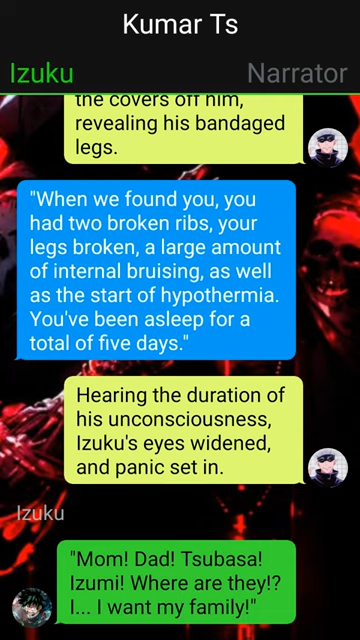 Kumar Ts
Izuku
Narrator
the covers off him,
revealing his bandaged
legs.
"When we found you, you
had two broken ribs, your
legs broken, a large amount
of internal bruising, as well
as the start of hypothermia.
You've been asleep for a
total of five days."
Hearing the duration of
his unconsciousness,
Izuku's eyes widened,
and panic set in.
Izuku
"Mom! Dad! Tsubasa!
Izumi! Where are they!?
I... I want my family!"